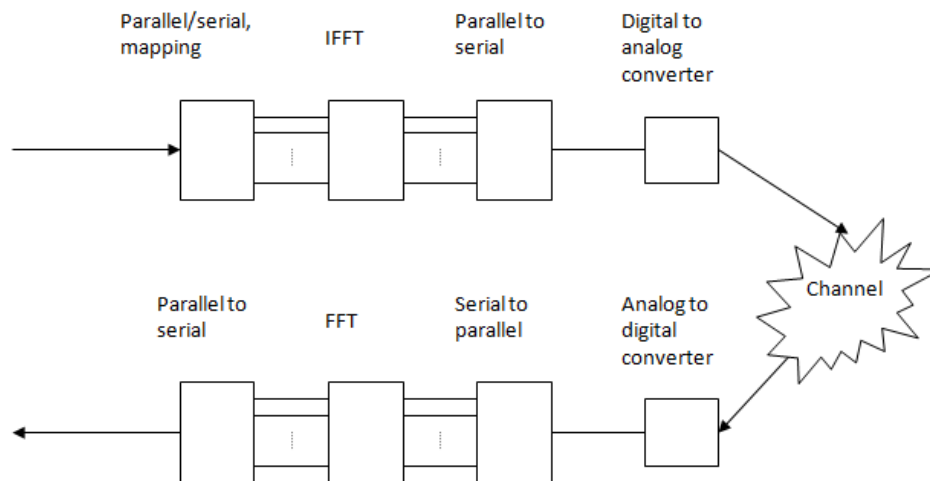 Parallel/serial,
mapping
IFFT
Parallel to
serial
Digital to
analog
converter
Channel
Parallel to
serial
FFT
Serial to
parallel
Analog to
digital
converter